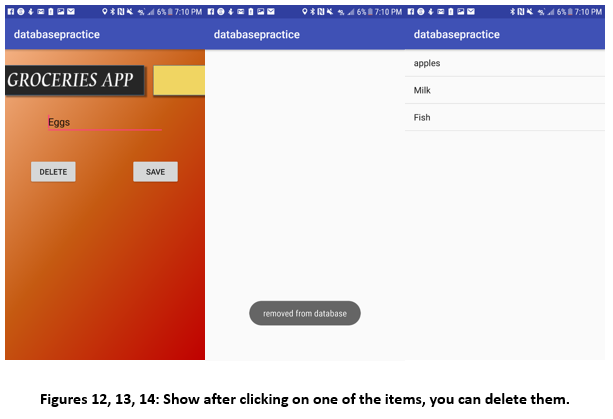 6% 7:10 PM
databasepractice
GROCERIES APP
Eggs
DELETE
SAVE
6% 7:10 PM
databasepractice
removed from database
6% 7:10 PM
databasepractice
apples
Milk
Fish
Figures 12, 13, 14: Show after clicking on one of the items, you can delete them.